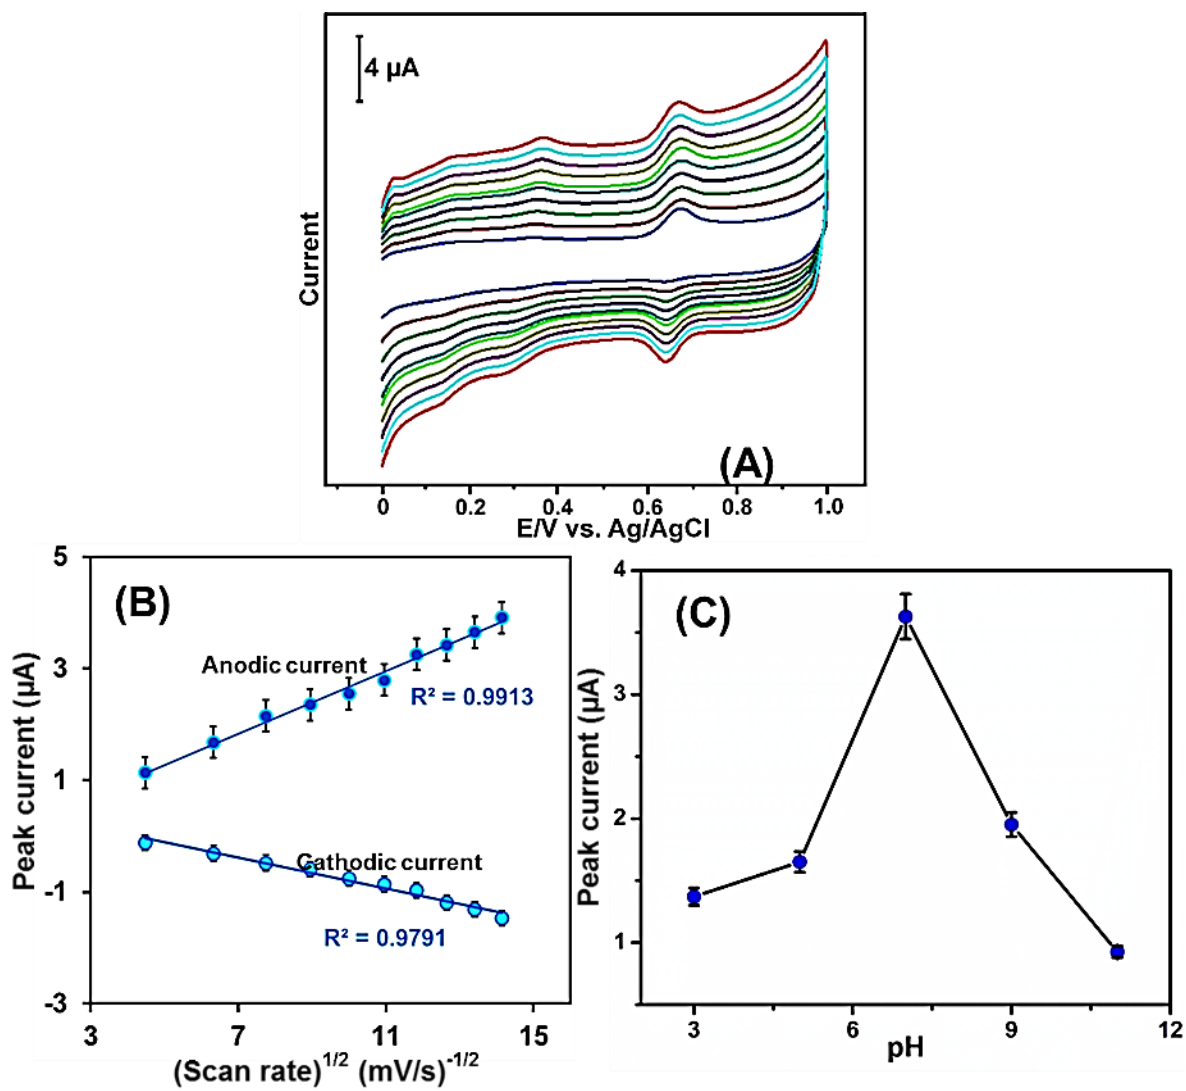 4 µA
Current
(A)
0 0.2 0.4 0.6 0.8 1.0
E/V vs. Ag/AgCl
5
3
1
-1
-3
Peak current (µA)
(B)
Anodic current
R² = 0.9913
Cathodic current
R² = 0.9791
3 7 11 15
(Scan rate)^1/2 (mV/s)^-1/2
4
3
2
1
Peak current (µA)
(C)
3 6 9 12
pH